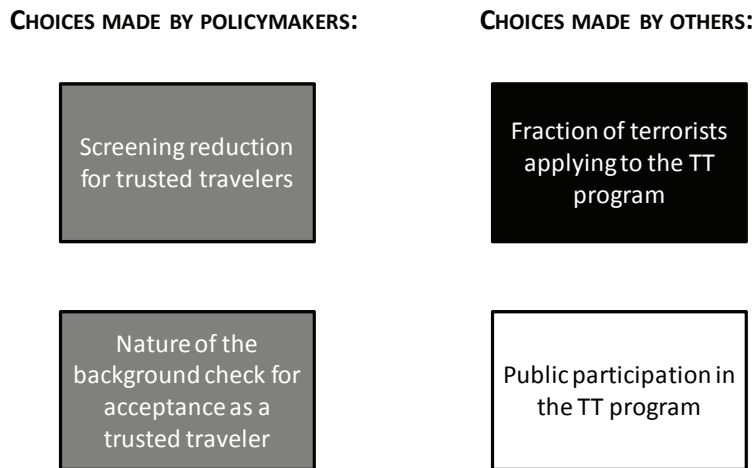 CHOICES MADE BY POLICYMAKERS:
CHOICES MADE BY OTHERS:
Screening reduction
for trusted travelers
Fraction of terrorists
applying to the TT
program
Nature of the
background check for
acceptance as a
trusted traveler
Public participation in
the TT program